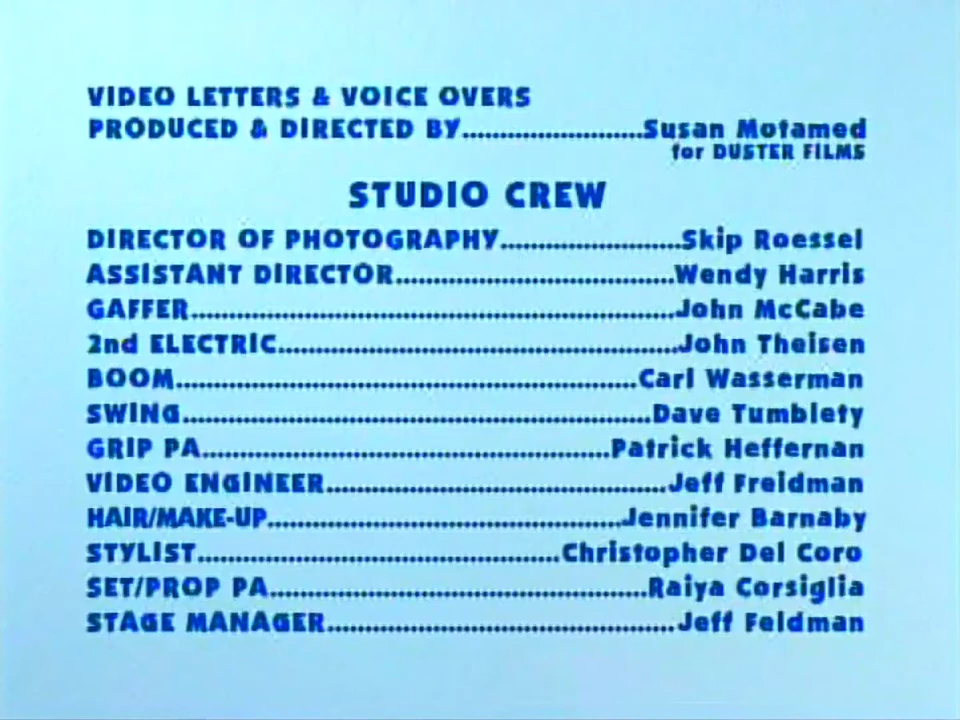 VIDEO LETTERS & VOICE OVERS
PRODUCED & DIRECTED BY........................Susan Motamed
for DUSTER FILMS
STUDIO CREW
DIRECTOR OF PHOTOGRAPHY........................Skip Roessel
ASSISTANT DIRECTOR.....................................Wendy Harris
GAFFER................................................................John McCabe
2nd ELECTRIC.....................................................John Theisen
BOOM.............................................................Carl Wasserman
SWING..............................................................Dave Tumblety
GRIP PA......................................................Patrick Heffernan
VIDEO ENGINEER.............................................Jeff Freidman
HAIR/MAKE-UP...............................................Jennifer Barnaby
STYLIST................................................Christopher Del Coro
SET/PROP PA..................................................Raiya Corsiglia
STAGE MANAGER..............................................Jeff Feldman